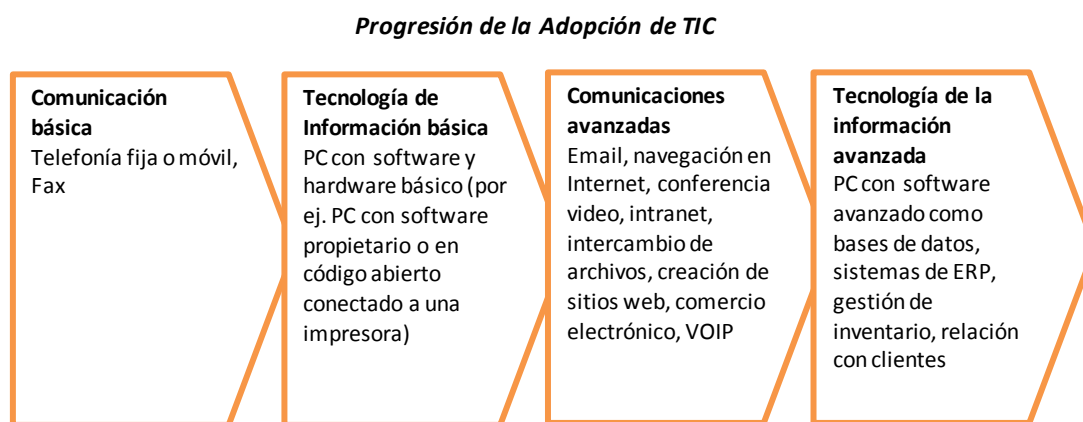 Progresión de la Adopción de TIC
Comunicación
básica
Telefonía fija o móvil,
Fax
Tecnología de
Información básica
PC con software y
hardware básico (por
ej. PC con software
propietario o en
código abierto
conectado a una
impresora)
Comunicaciones
avanzadas
Email, navegación en
Internet, conferencia
video, intranet,
intercambio de
archivos, creación de
sitios web, comercio
electrónico, VOIP
Tecnología de la
información
avanzada
PC con software
avanzado como
bases de datos,
sistemas de ERP,
gestión de
inventario, relación
con clientes